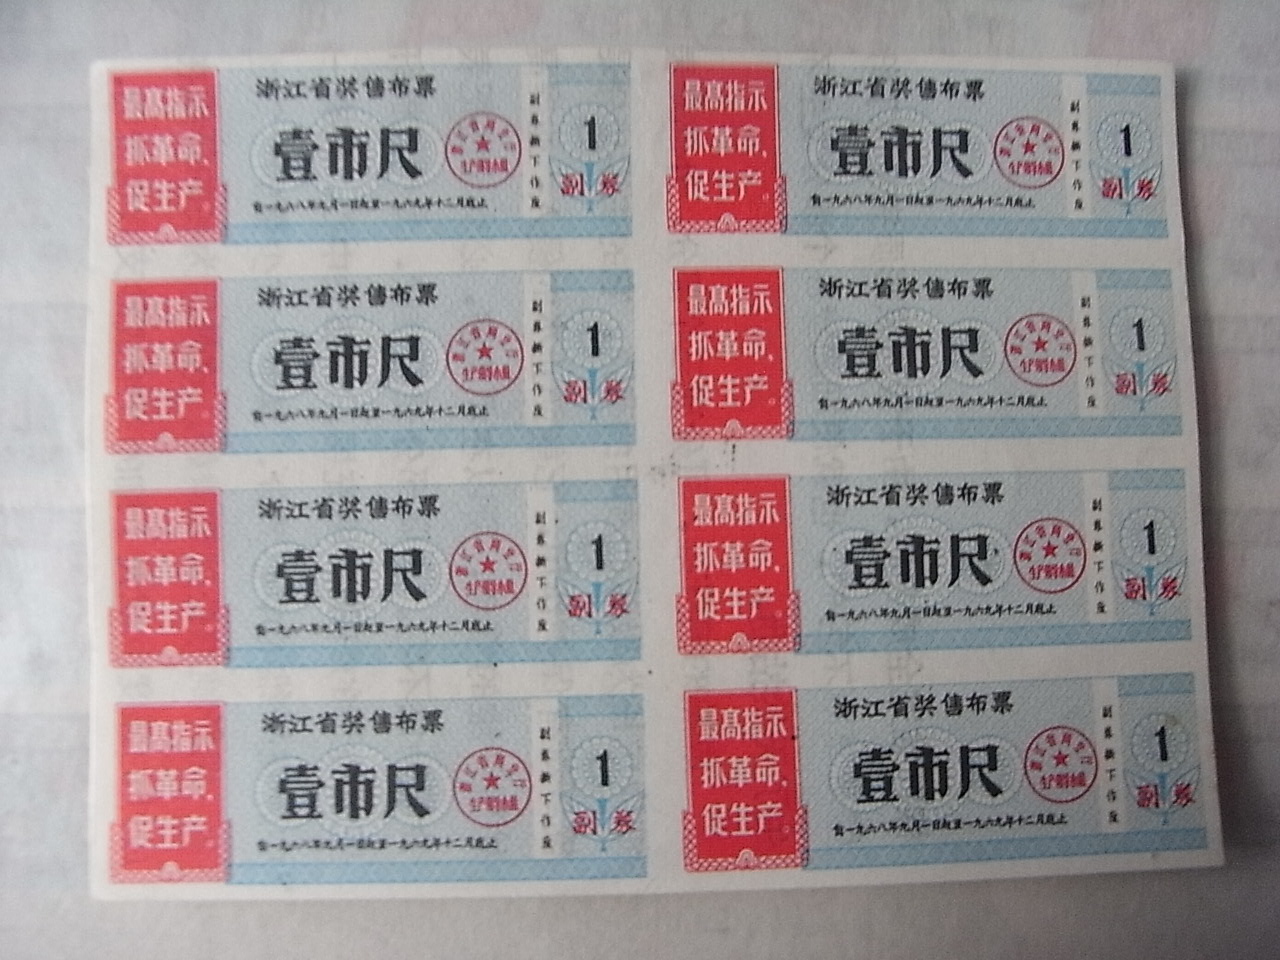 最髙指示
抓革命,
促生产。
浙江省奖售布票
壹市尺
自一九六八年九月一日起至一九六九年十二月底止
副券撕下作废
1
副券
最髙指示
抓革命,
促生产。
浙江省奖售布票
壹市尺
自一九六八年九月一日起至一九六九年十二月底止
副券撕下作废
1
副券
最髙指示
抓革命,
促生产。
浙江省奖售布票
壹市尺
自一九六八年九月一日起至一九六九年十二月底止
副券撕下作废
1
副券
最髙指示
抓革命,
促生产。
浙江省奖售布票
壹市尺
自一九六八年九月一日起至一九六九年十二月底止
副券撕下作废
1
副券
最髙指示
抓革命,
促生产。
浙江省奖售布票
壹市尺
自一九六八年九月一日起至一九六九年十二月底止
副券撕下作废
1
副券
最髙指示
抓革命,
促生产。
浙江省奖售布票
壹市尺
自一九六八年九月一日起至一九六九年十二月底止
副券撕下作废
1
副券
最髙指示
抓革命,
促生产。
浙江省奖售布票
壹市尺
自一九六八年九月一日起至一九六九年十二月底止
副券撕下作废
1
副券
最髙指示
抓革命,
促生产。
浙江省奖售布票
壹市尺
自一九六八年九月一日起至一九六九年十二月底止
副券撕下作废
1
副券